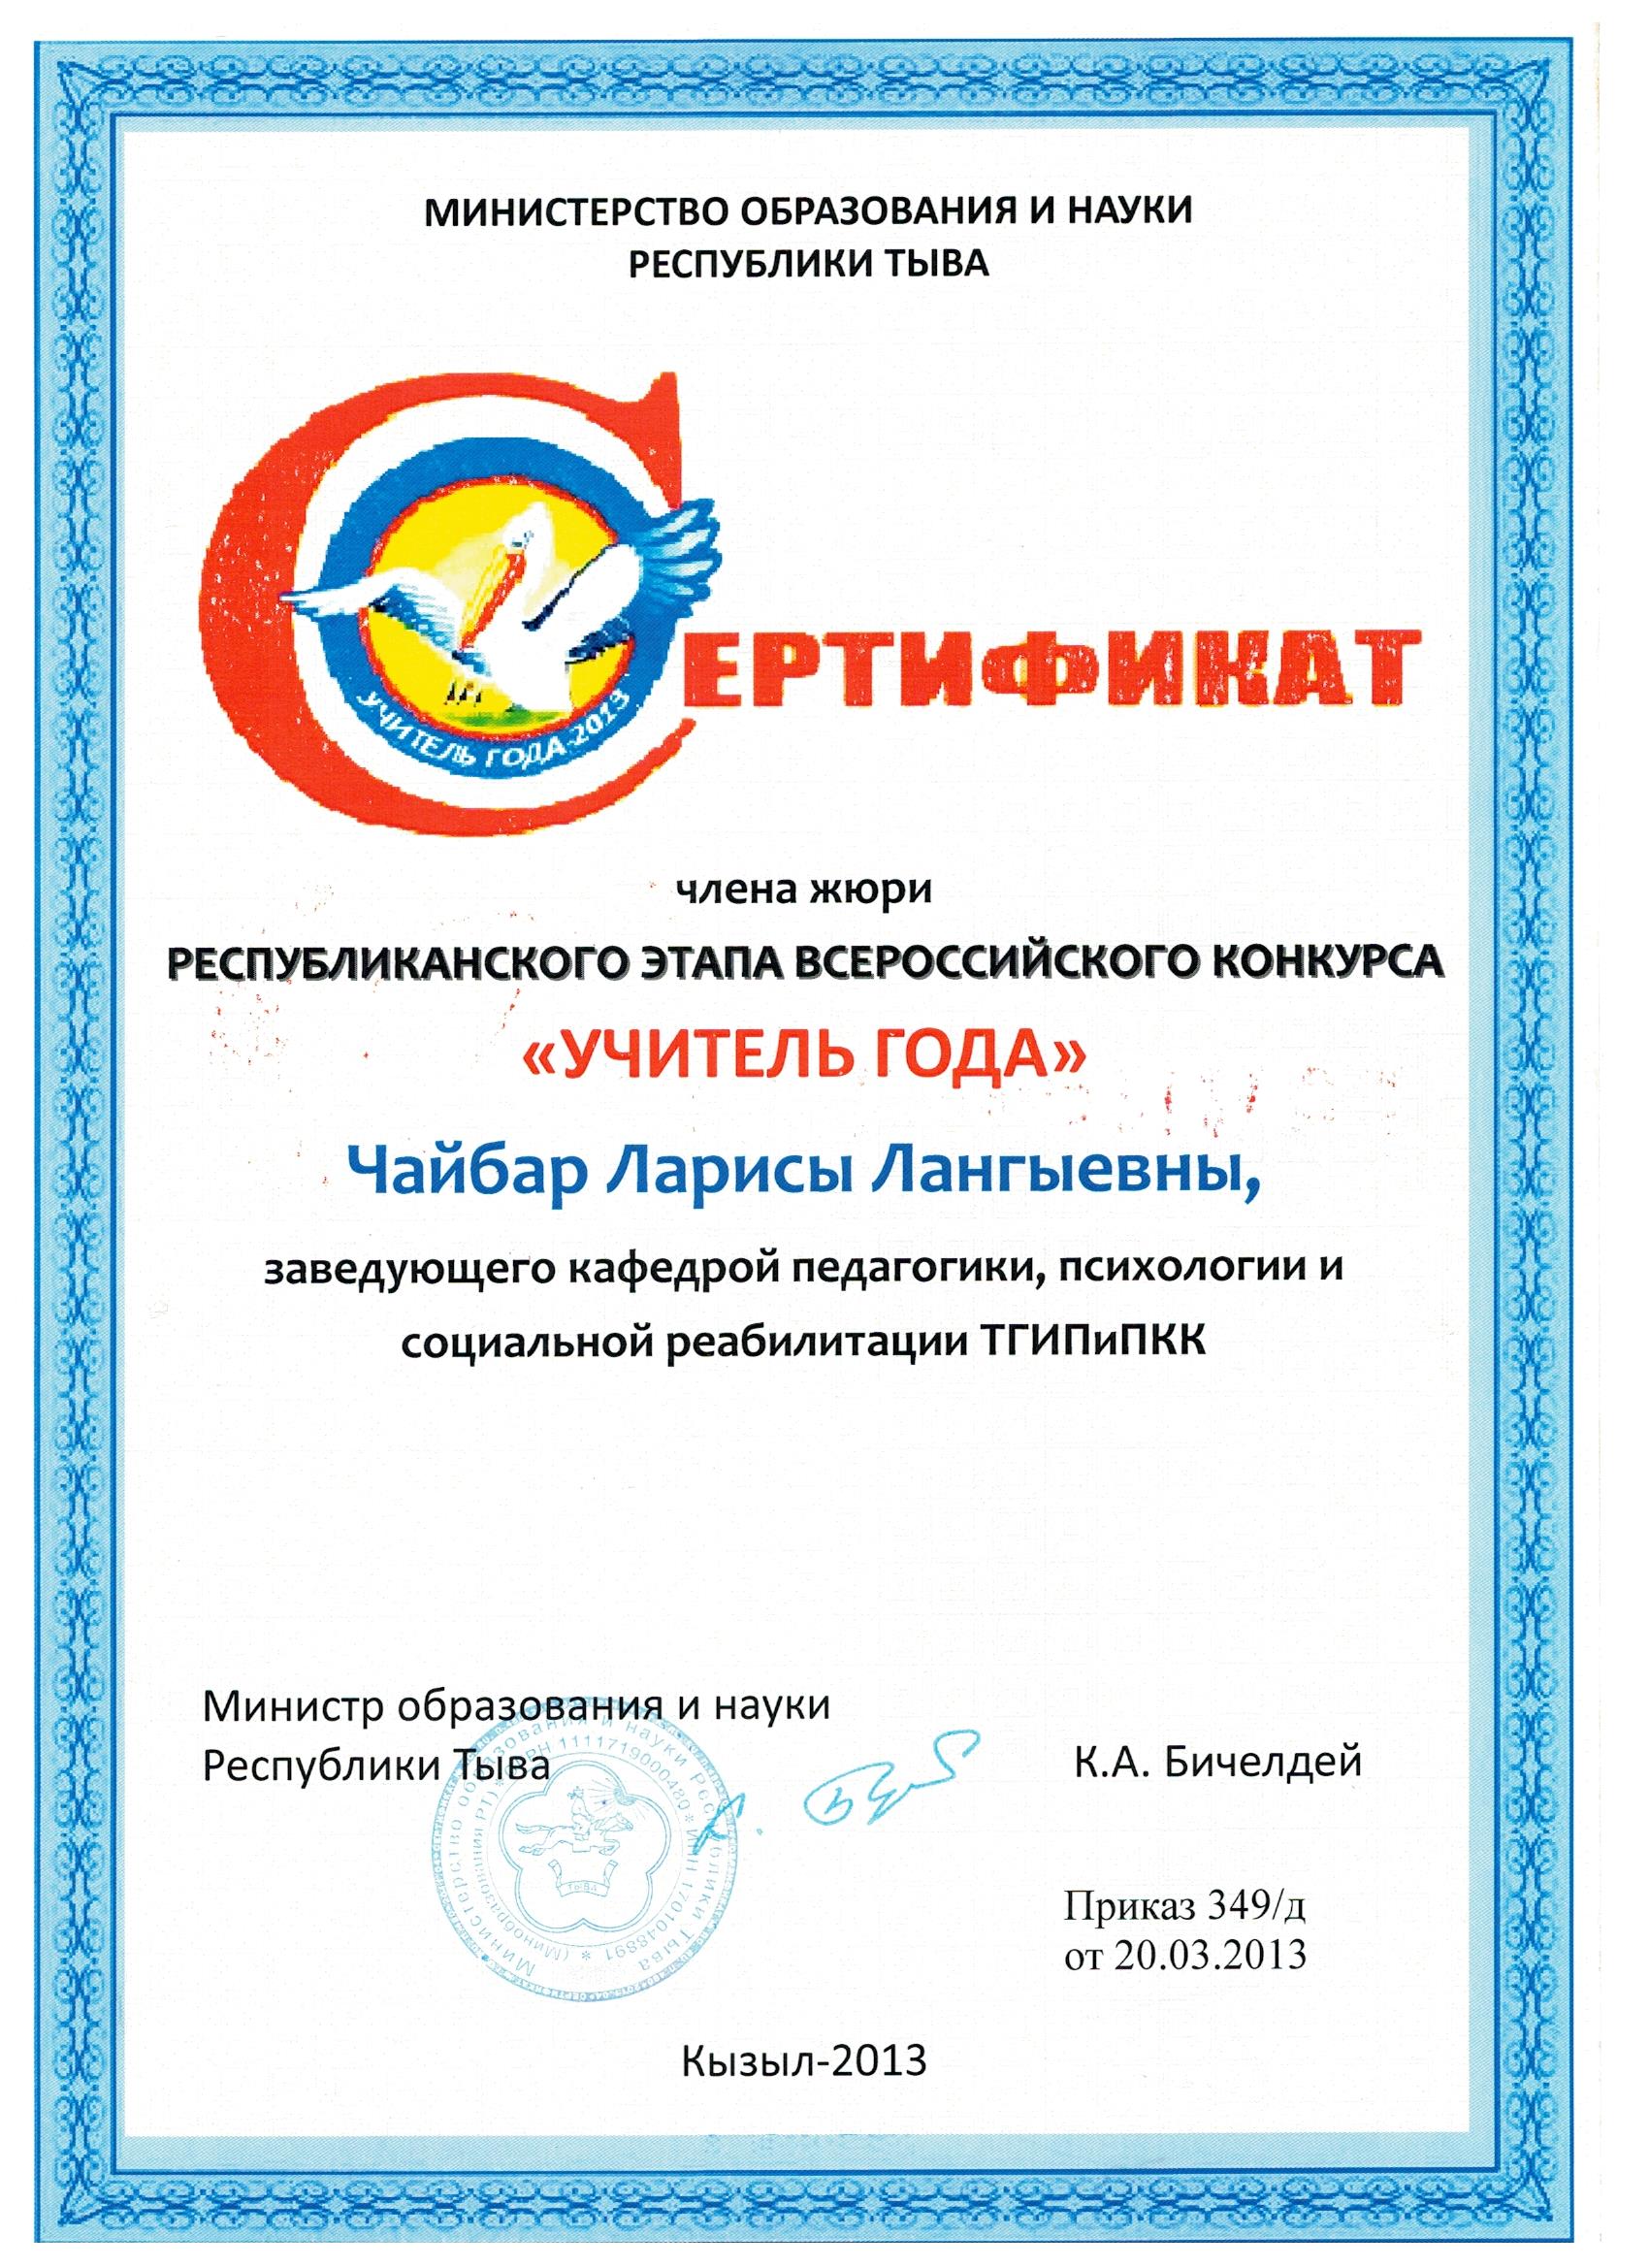 МИНИСТЕРСТВО ОБРАЗОВАНИЯ И НАУКИ
РЕСПУБЛИКИ ТЫВА
СЕРТИФИКАТ
УЧИТЕЛЬ ГОДА-2013
члена жюри
РЕСПУБЛИКАНСКОГО ЭТАПА ВСЕРОССИЙСКОГО КОНКУРСА
«УЧИТЕЛЬ ГОДА»
Чайбар Ларисы Лангыевны,
заведующего кафедрой педагогики, психологии и
социальной реабилитации ТГИПиПКК
Министр образования и науки
Республики Тыва
К.А. Бичелдей
Министерство образования и науки Республики Тыва
(Минобразования РТ) * ОГРН 1111719000480 * ИНН 1701048891 *
ТЫВА
Приказ 349/д
от 20.03.2013
Кызыл-2013